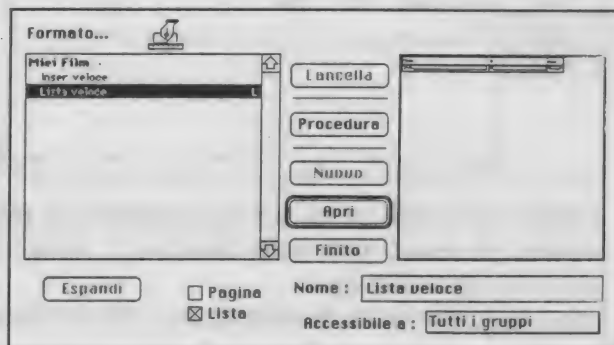 Formato...
Miei Film
Inser veloce
Lista veloce L
Cancella
Procedura
Nuovo
Apri
Finito
Espandi
Pagina
Lista
Nome : Lista veloce
Accessibile a : Tutti i gruppi